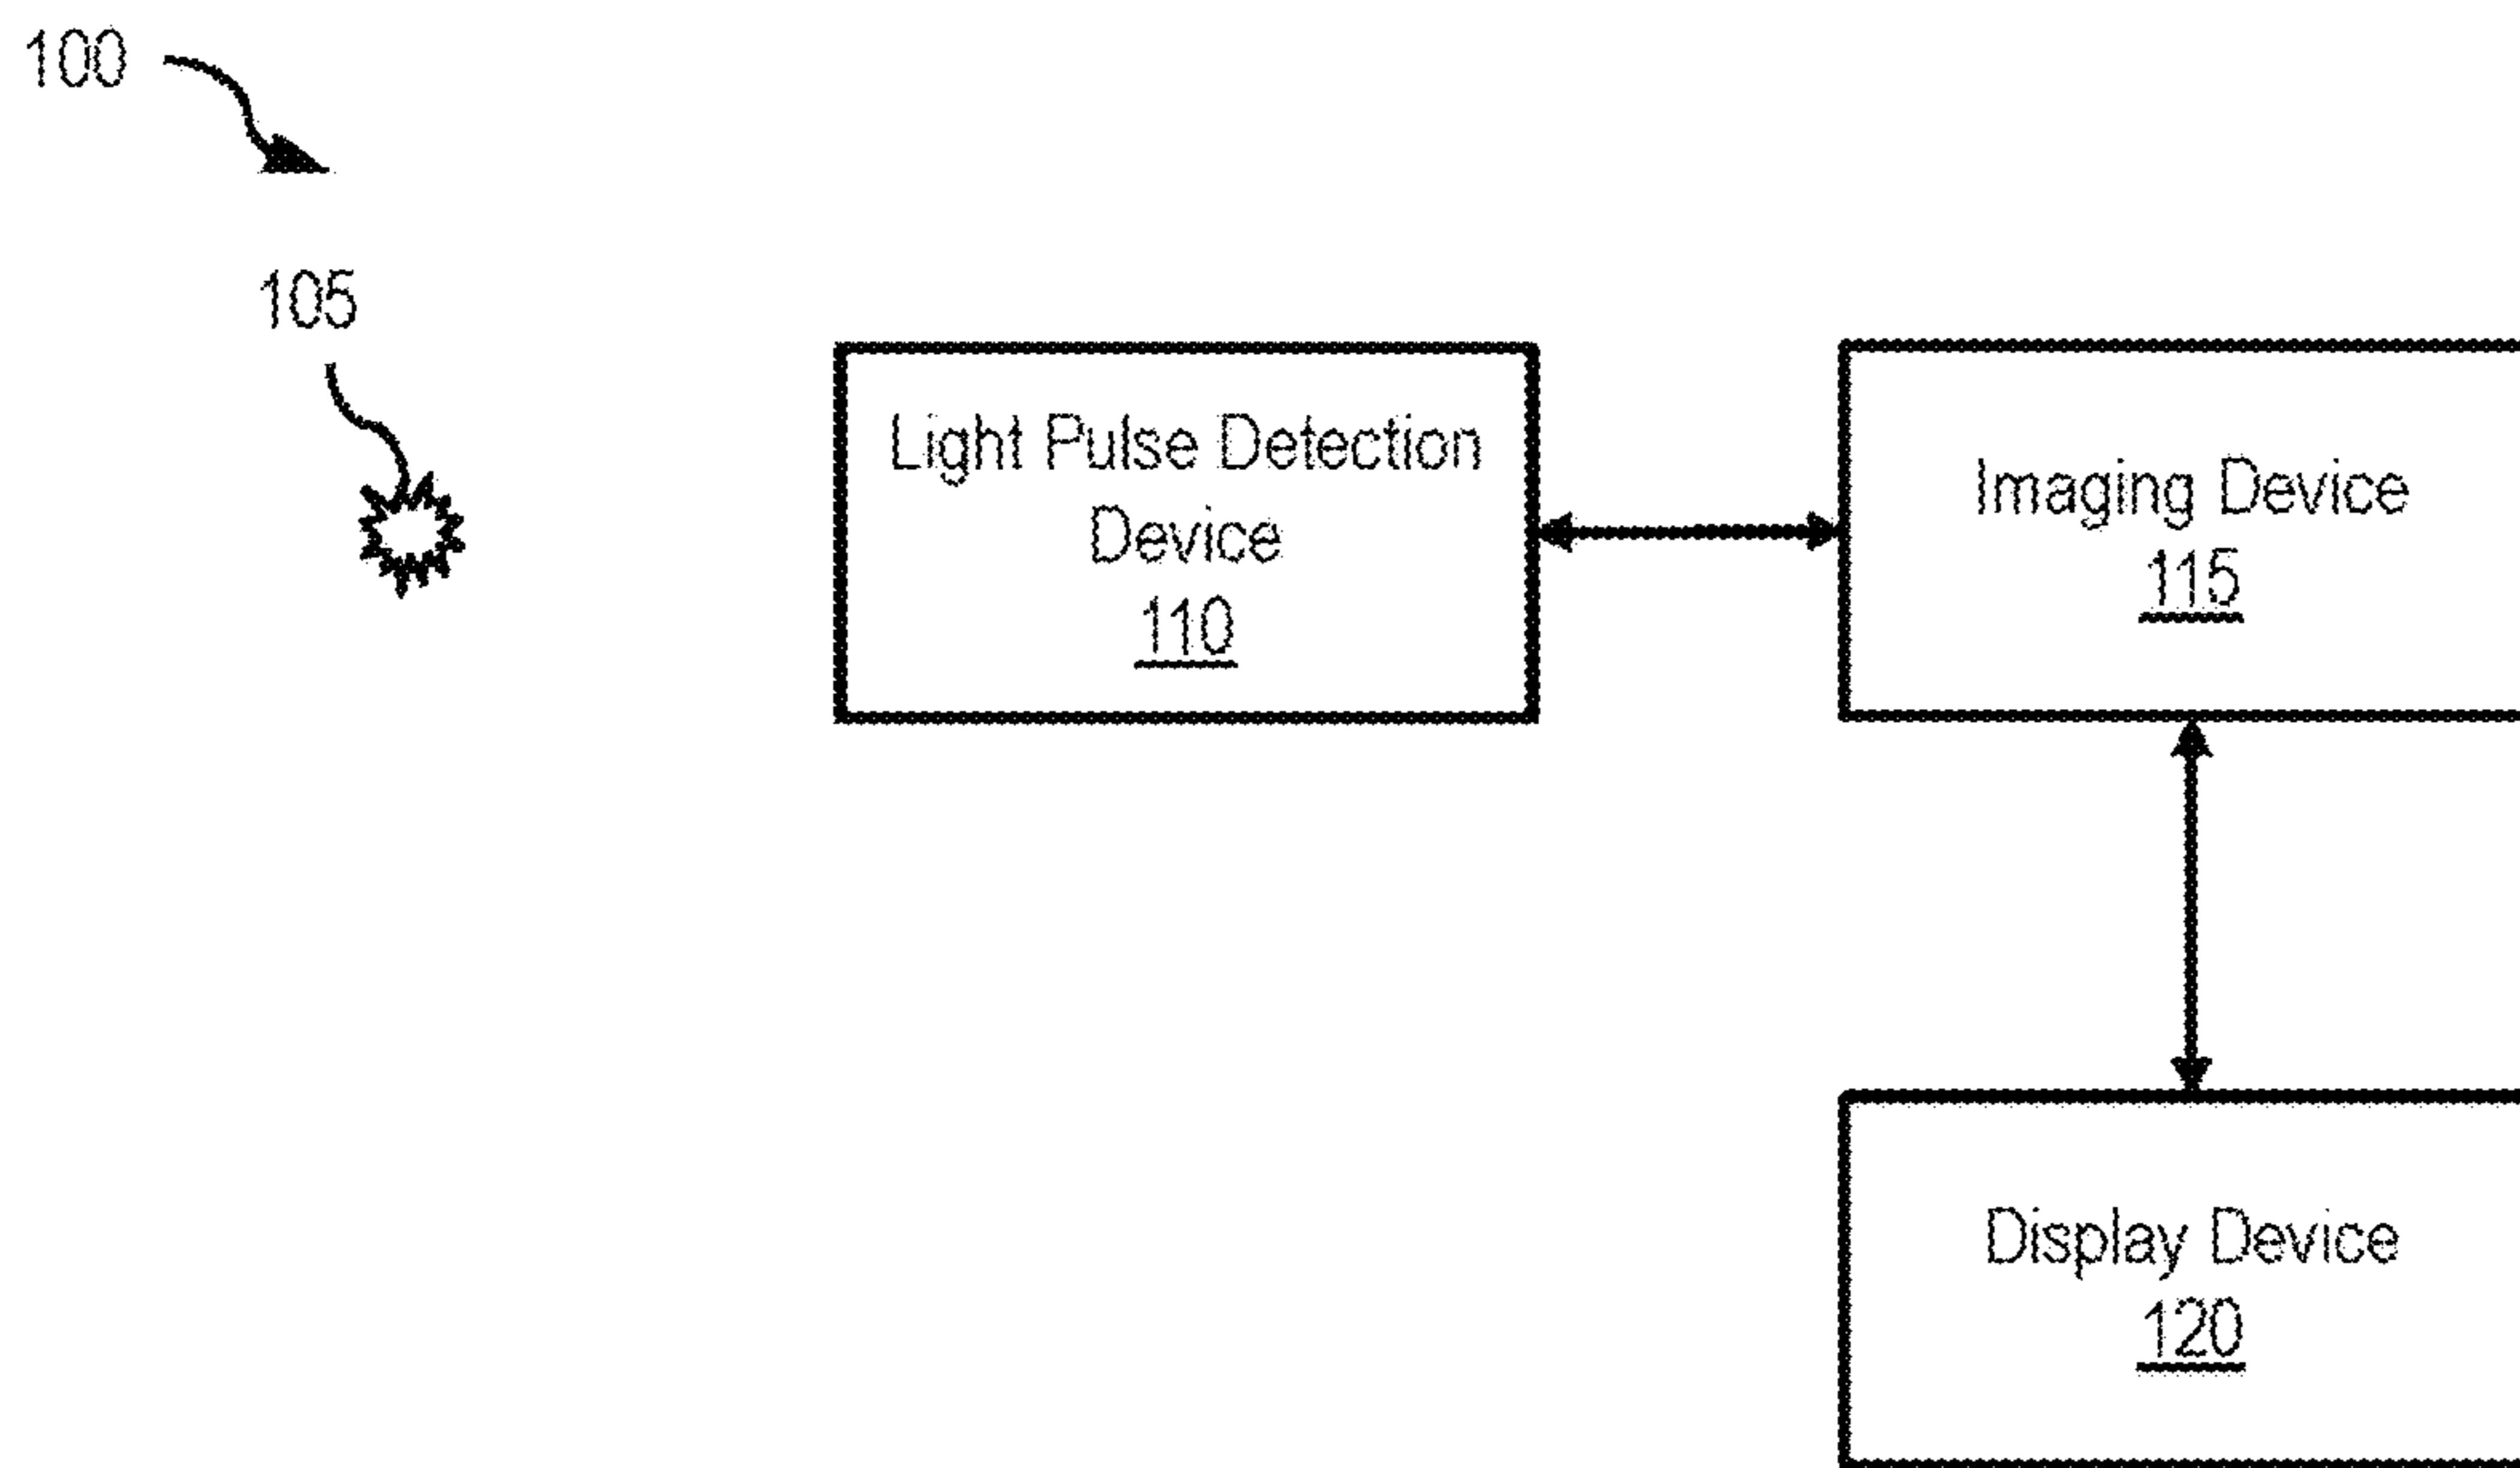 100
105
Light Pulse Detection
Device
110
Imaging Device
115
Display Device
120